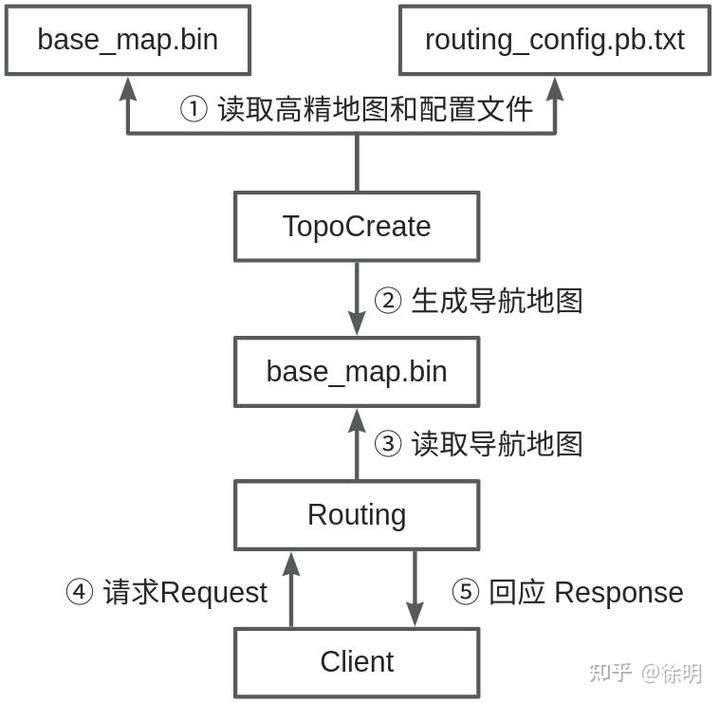 base_map.bin
routing_config.pb.txt
① 读取高精地图和配置文件
TopoCreate
② 生成导航地图
base_map.bin
③ 读取导航地图
Routing
④ 请求Request
⑤ 回应 Response
Client
知乎 @徐明